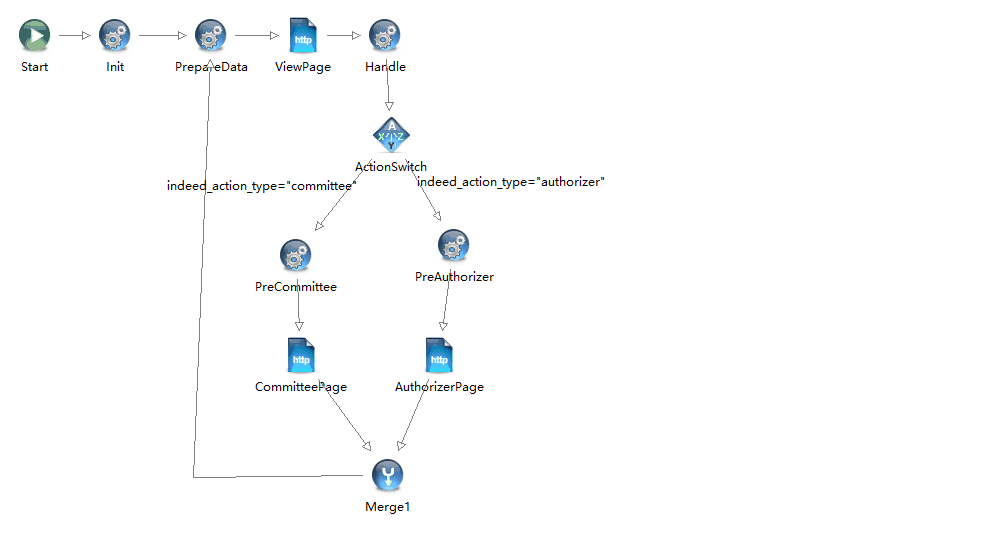 http
Start
Init
PrepareData
ViewPage
Handle
A
X
Z
Y
ActionSwitch
indeed_action_type="committee"
indeed_action_type="authorizer"
PreCommittee
PreAuthorizer
http
http
CommitteePage
AuthorizerPage
Merge1